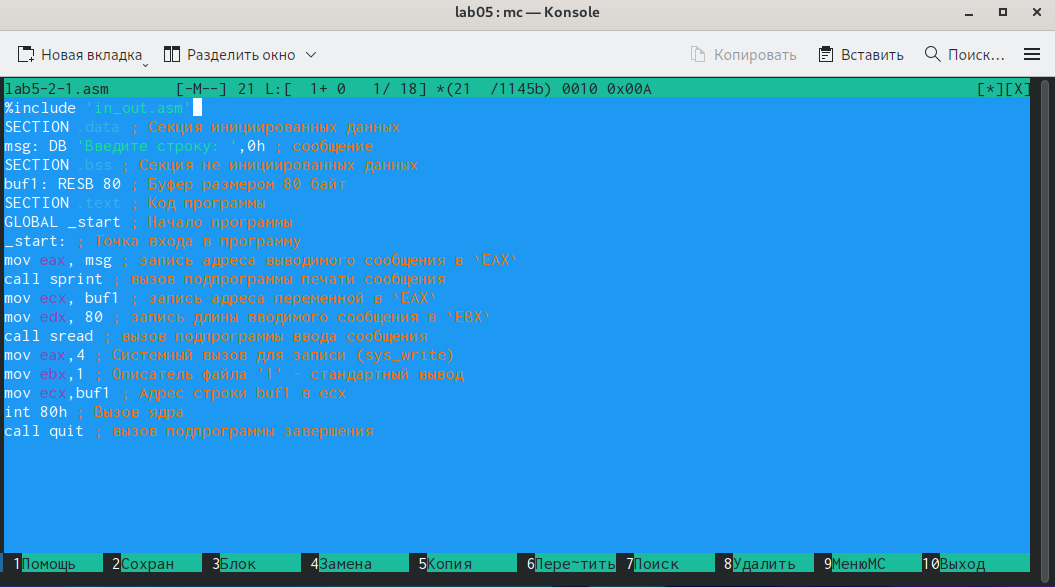 lab05 : mc — Konsole
Новая вкладка Разделить окно Копировать Вставить Поиск...
lab5-2-1.asm [-M--] 21 L:[ 1+ 0 1/ 18] *(21 /1145b) 0010 0x00A [*][X]
%include 'in_out.asm'
SECTION .data ; Секция инициированных данных
msg: DB 'Введите строку: ',0h ; сообщение
SECTION .bss ; Секция не инициированных данных
buf1: RESB 80 ; Буфер размером 80 байт
SECTION .text ; Код программы
GLOBAL _start ; Начало программы
_start: ; Точка входа в программу
mov eax, msg ; запись адреса выводимого сообщения в `EAX`
call sprint ; вызов подпрограммы печати сообщения
mov ecx, buf1 ; запись адреса переменной в `EAX`
mov edx, 80 ; запись длины вводимого сообщения в `EBX`
call sread ; вызов подпрограммы ввода сообщения
mov eax,4 ; Системный вызов для записи (sys_write)
mov ebx,1 ; Описатель файла '1' - стандартный вывод
mov ecx,buf1 ; Адрес строки buf1 в ecx
int 80h ; Вызов ядра
call quit ; вызов подпрограммы завершения
1Помощь 2Сохран 3Блок 4Замена 5Копия 6Пере~тить 7Поиск 8Удалить 9МенюMC 10Выход